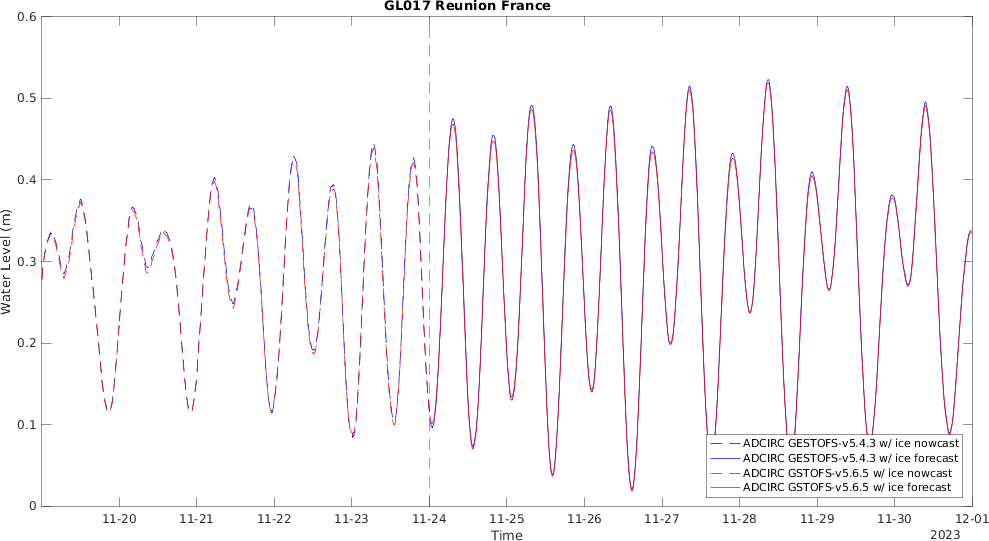 GL017 Reunion France
0.6
0.5
0.4
0.3
0.2
0.1
0
Water Level (m)
ADCIRC GESTOFS-v5.4.3 w/ ice nowcast
ADCIRC GESTOFS-v5.4.3 w/ ice forecast
ADCIRC GSTOFS-v5.6.5 w/ ice nowcast
ADCIRC GSTOFS-v5.6.5 w/ ice forecast
11-20 11-21 11-22 11-23 11-24 11-25 11-26 11-27 11-28 11-29 11-30 12-01
Time
2023